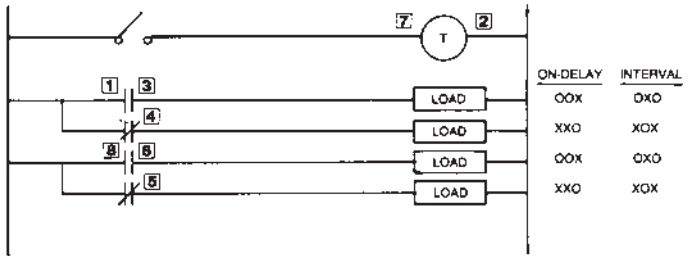 7 2
T
ON-DELAY INTERVAL
1 3 LOAD OOX OXO
4 LOAD XXO XOX
8 6 LOAD OOX OXO
5 LOAD XXO XOX